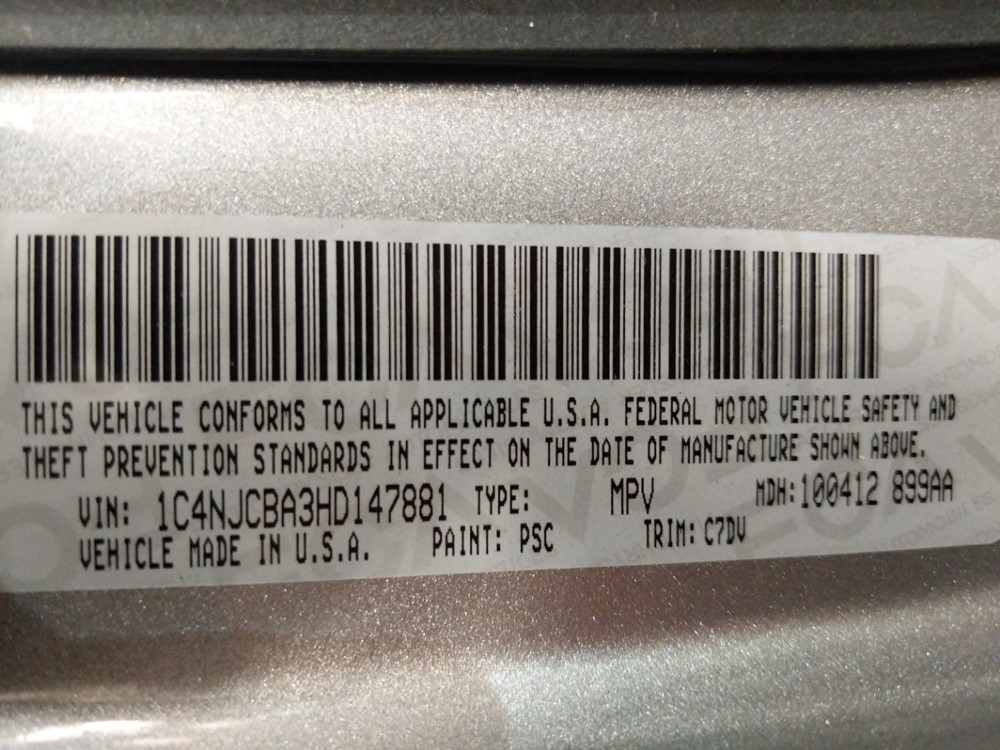 THIS VEHICLE CONFORMS TO ALL APPLICABLE U.S.A. FEDERAL MOTOR VEHICLE SAFETY AND
THEFT PREVENTION STANDARDS IN EFFECT ON THE DATE OF MANUFACTURE SHOWN ABOVE.
VIN: 1C4NJCBA3HD147881 TYPE: MPV MDH: 100412 899AA
VEHICLE MADE IN U.S.A. PAINT: PSC TRIM: C7DV